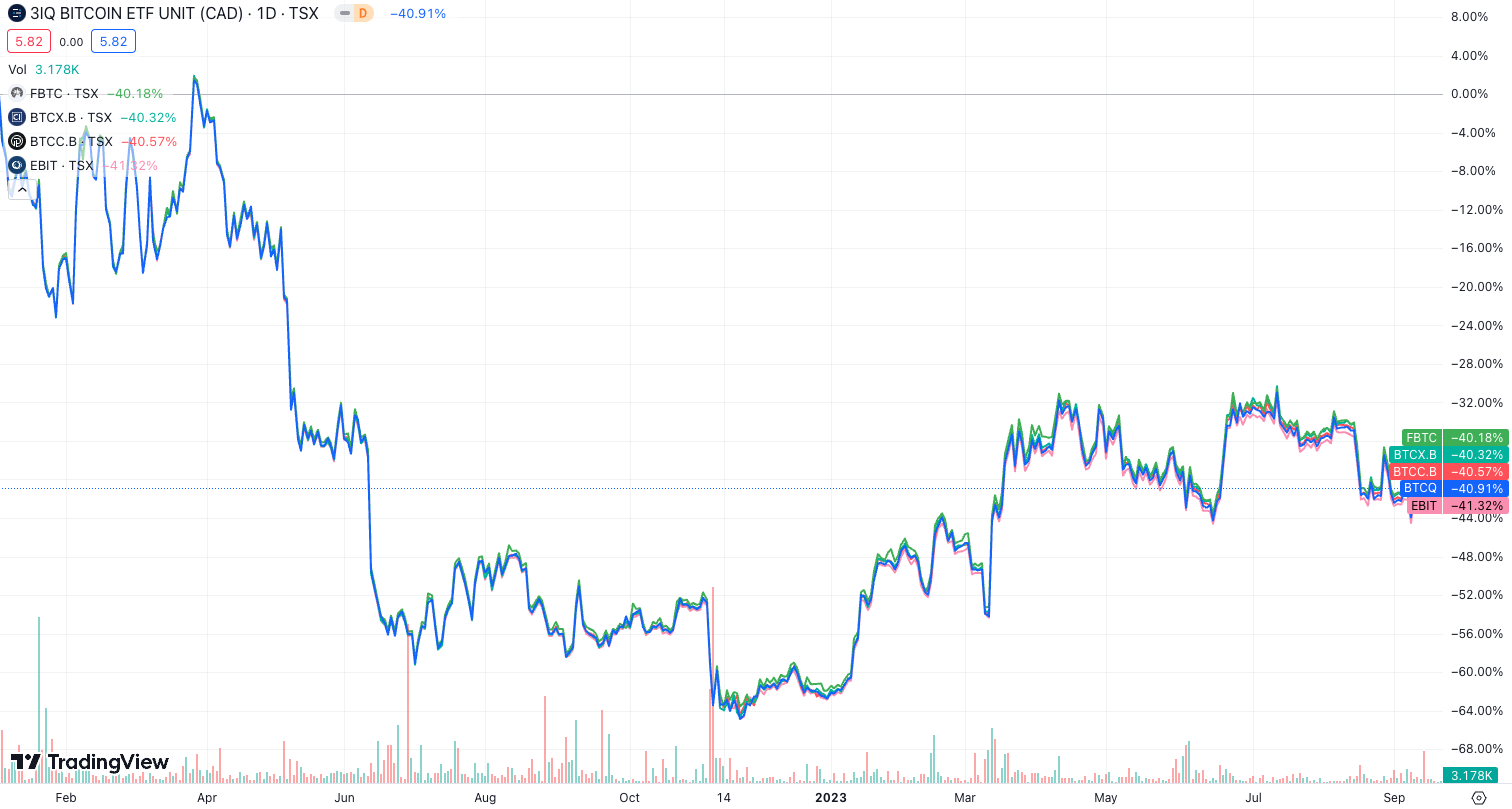 3IQ BITCOIN ETF UNIT (CAD) · 1D · TSX D −40.91%
5.82 0.00 5.82
Vol 3.178K
FBTC · TSX −40.18%
BTCX.B · TSX −40.32%
BTCC.B · TSX −40.57%
EBIT · TSX −41.32%
8.00%
4.00%
0.00%
−4.00%
−8.00%
−12.00%
−16.00%
−20.00%
−24.00%
−28.00%
−32.00%
FBTC −40.18%
BTCX.B −40.32%
BTCC.B −40.57%
BTCQ −40.91%
EBIT −41.32%
−44.00%
−48.00%
−52.00%
−56.00%
−60.00%
−64.00%
−68.00%
3.178K
TradingView
Feb Apr Jun Aug Oct 14 2023 Mar May Jul Sep